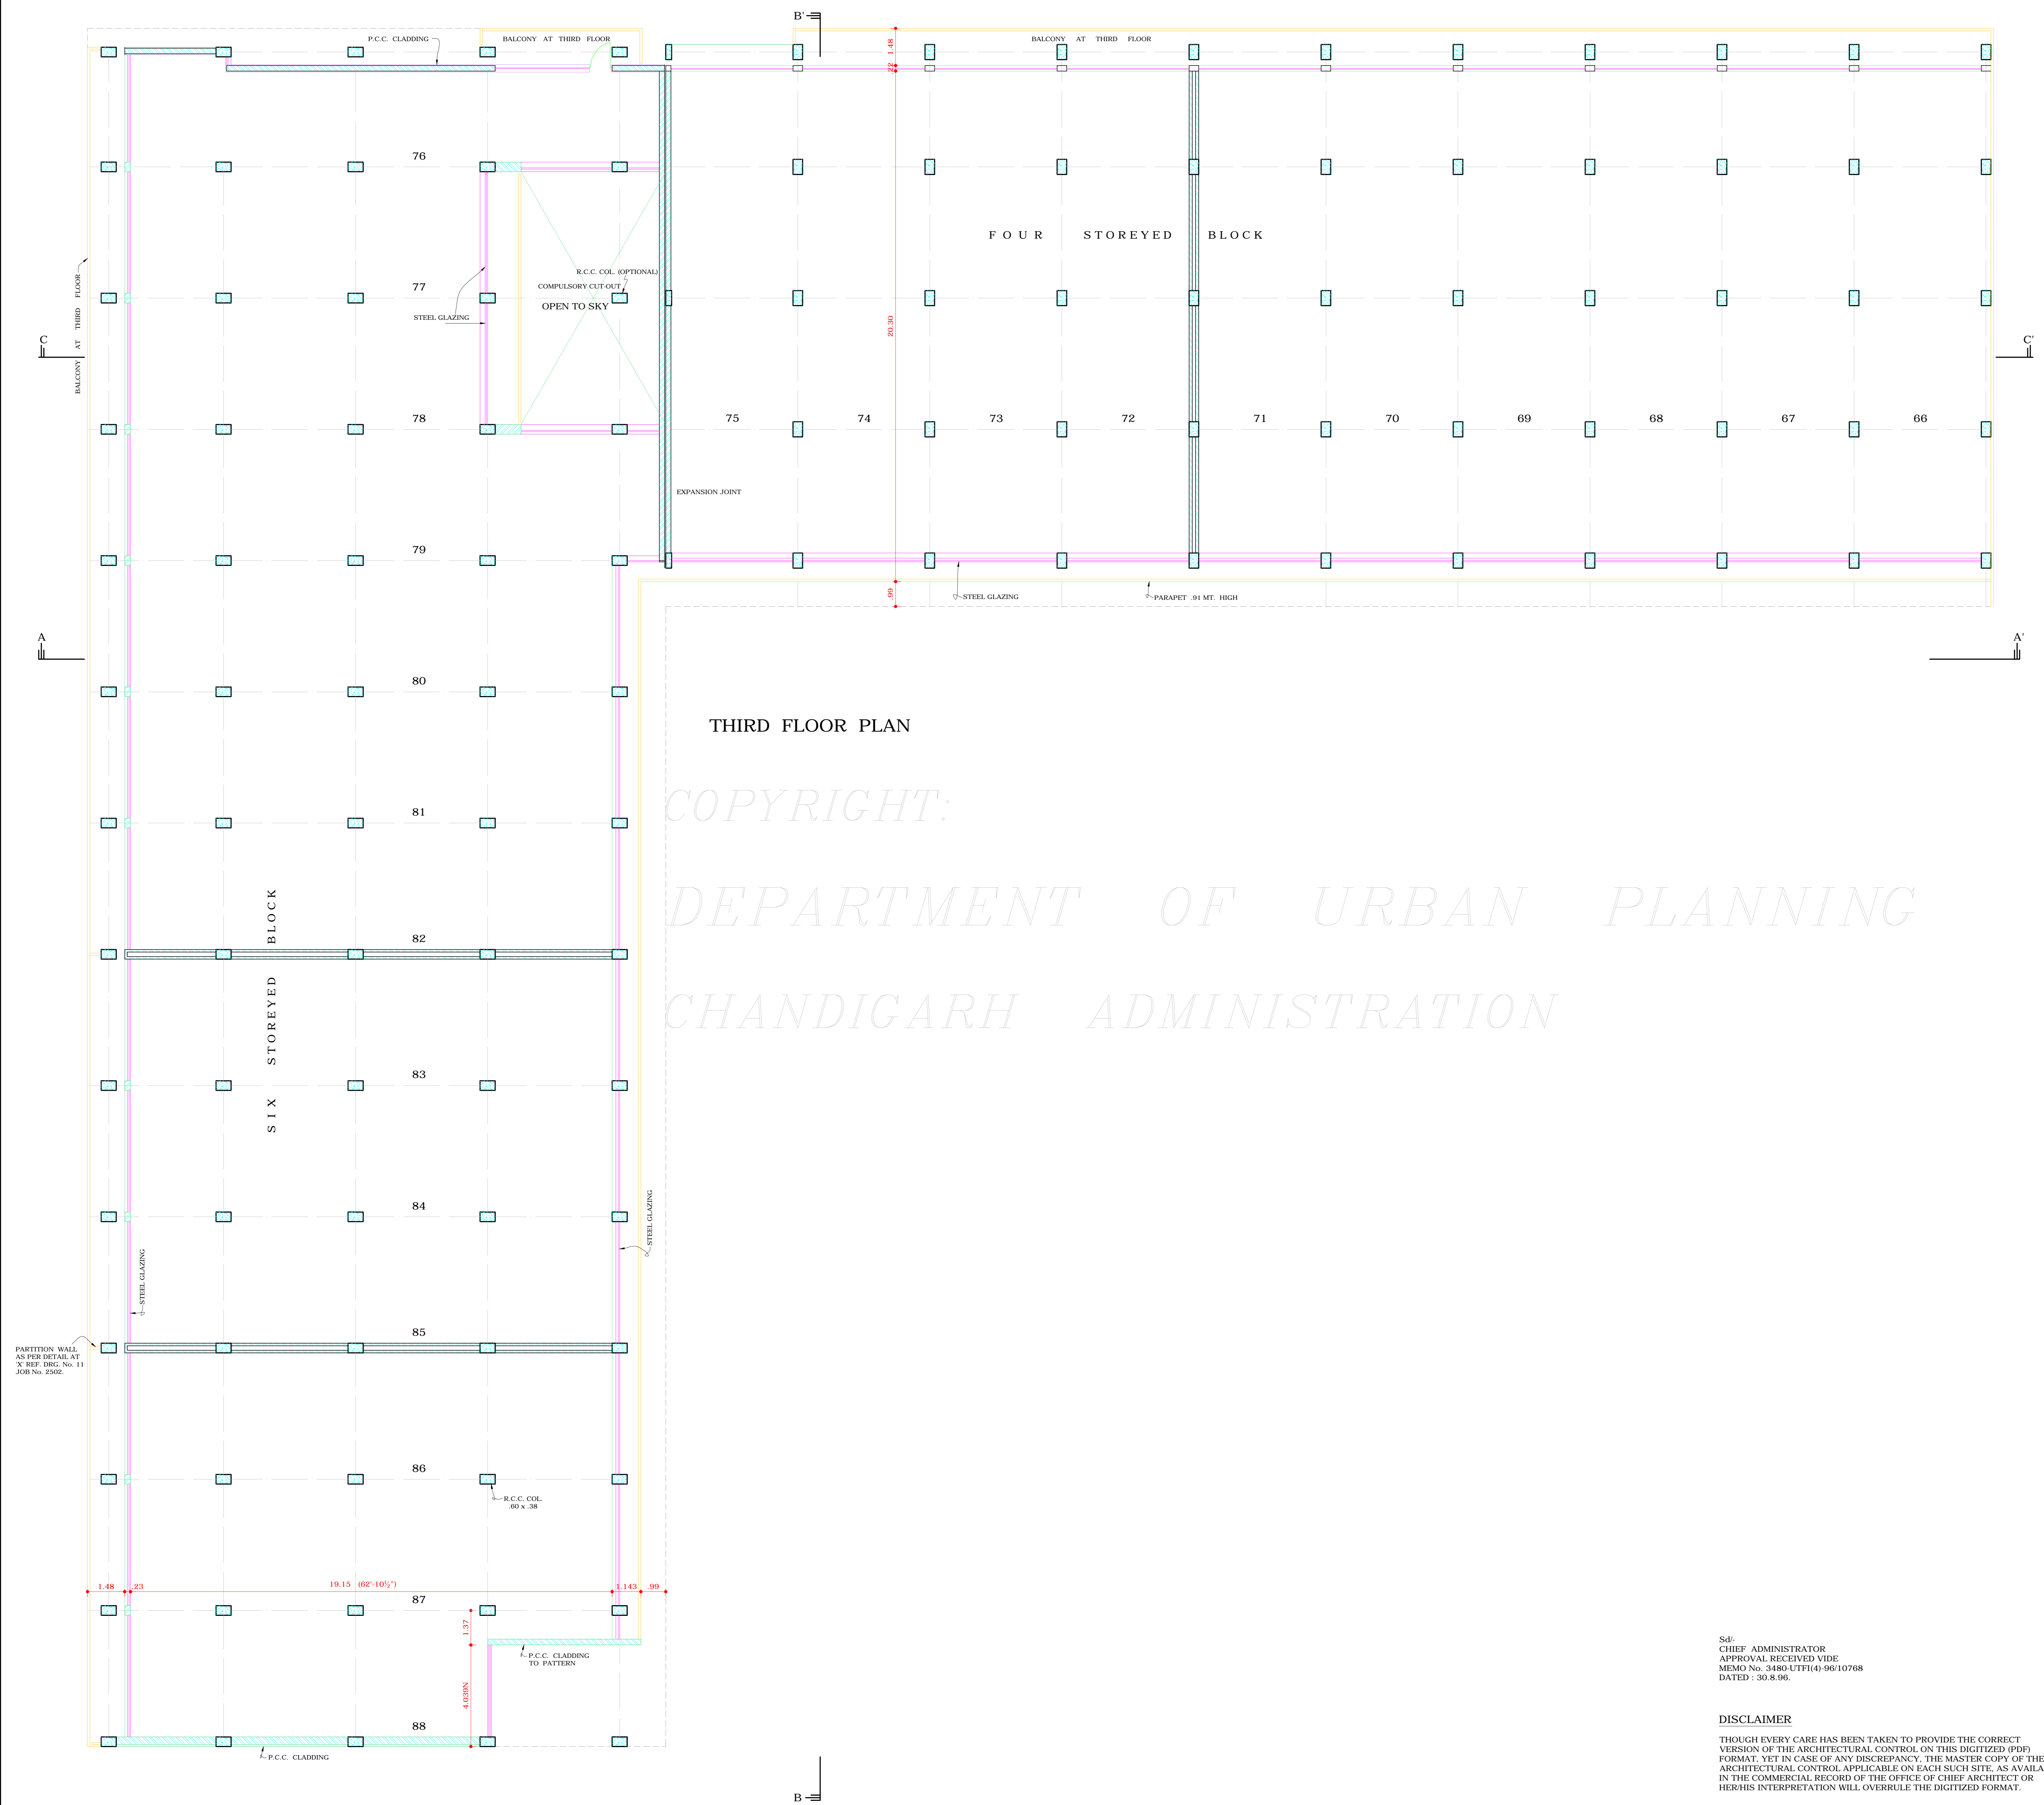 B'
P.C.C. CLADDING
BALCONY AT THIRD FLOOR
BALCONY AT THIRD FLOOR
1.48
.22
76
FOUR STOREYED BLOCK
R.C.C. COL. (OPTIONAL)
COMPULSORY CUT-OUT
OPEN TO SKY
77
STEEL GLAZING
BALCONY AT THIRD FLOOR
20.30
C
C'
78
75
74
73
72
71
70
69
68
67
66
EXPANSION JOINT
79
.99
STEEL GLAZING
PARAPET .91 MT. HIGH
A
A'
80
THIRD FLOOR PLAN
81
COPYRIGHT:
DEPARTMENT OF URBAN PLANNING
CHANDIGARH ADMINISTRATION
82
SIX STOREYED BLOCK
83
84
STEEL GLAZING
STEEL GLAZING
85
PARTITION WALL
AS PER DETAIL AT
'X' REF. DRG. No. 11
JOB No. 2502.
86
R.C.C. COL.
.60 x .38
1.48
.23
19.15 (62'-10½")
1.143
.99
87
1.37
P.C.C. CLADDING
TO PATTERN
4.039N
88
P.C.C. CLADDING
B
Sd/-
CHIEF ADMINISTRATOR
APPROVAL RECEIVED VIDE
MEMO No. 3480-UTFI(4)-96/10768
DATED : 30.8.96.
DISCLAIMER
THOUGH EVERY CARE HAS BEEN TAKEN TO PROVIDE THE CORRECT
VERSION OF THE ARCHITECTURAL CONTROL ON THIS DIGITIZED (PDF)
FORMAT, YET IN CASE OF ANY DISCREPANCY, THE MASTER COPY OF THE
ARCHITECTURAL CONTROL APPLICABLE ON EACH SUCH SITE, AS AVAILA
IN THE COMMERCIAL RECORD OF THE OFFICE OF CHIEF ARCHITECT OR
HER/HIS INTERPRETATION WILL OVERRULE THE DIGITIZED FORMAT.